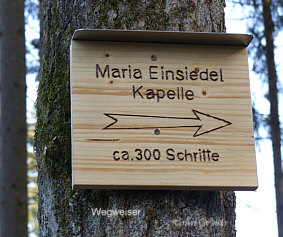 Maria Einsiedel
Kapelle
ca.300 Schritte
Wegweiser